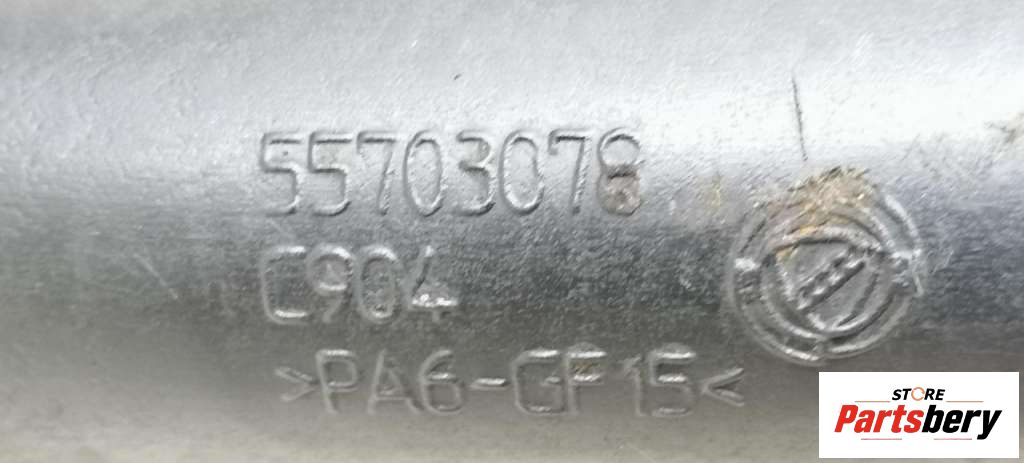 55703078
C904
>PA6-GF15<
STORE
Partsbery